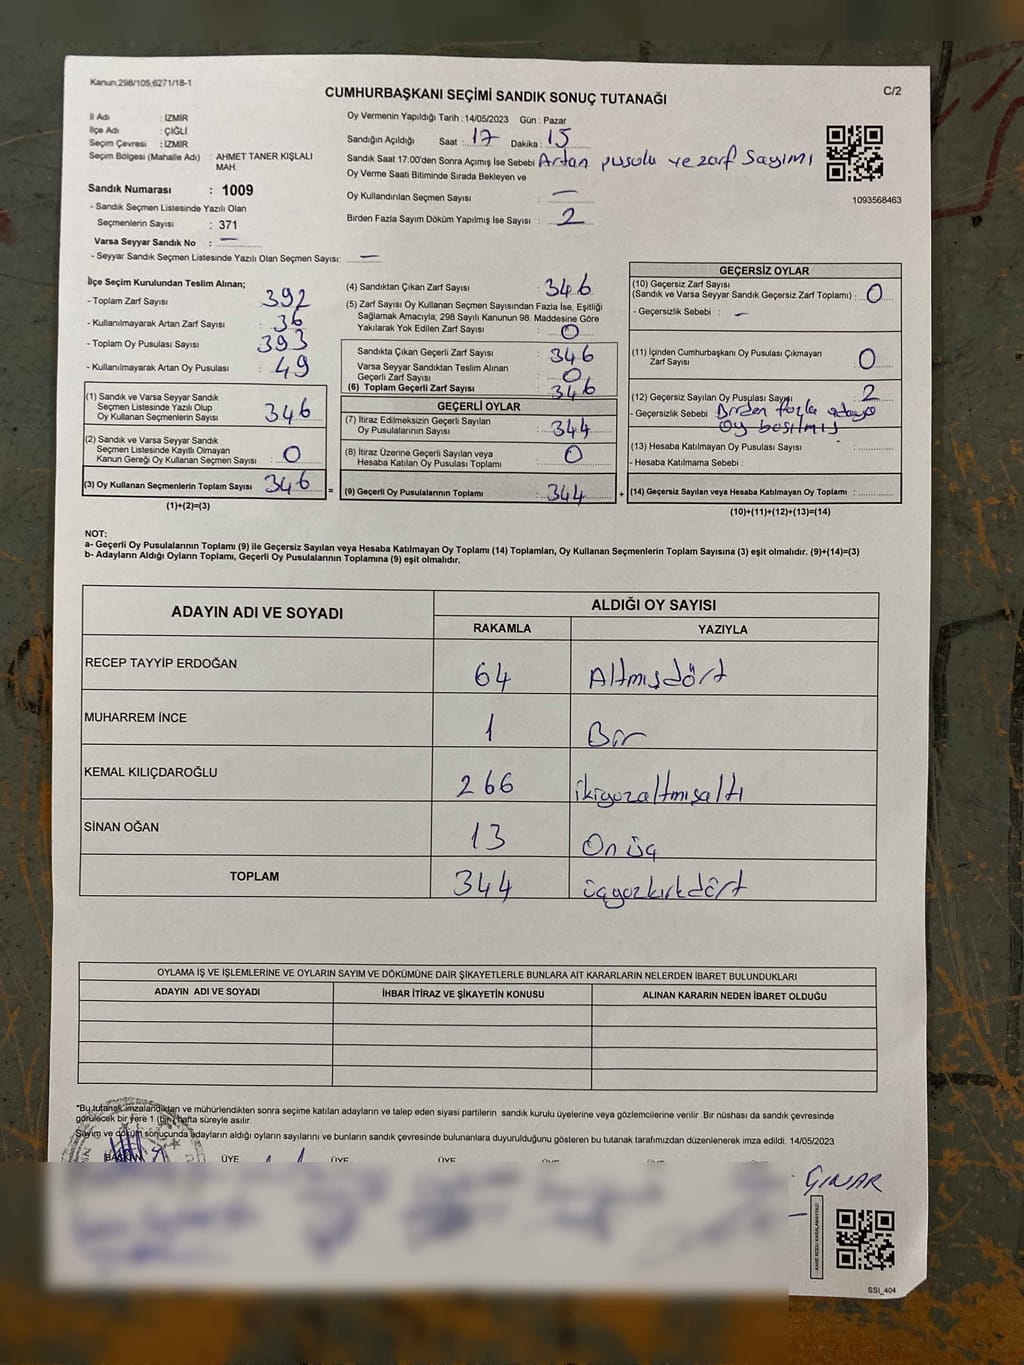 Kanun,298/105,6271/18-1
C/2
CUMHURBAŞKANI SEÇİMİ SANDIK SONUÇ TUTANAĞI
İl Adı : İZMİR
İlçe Adı : ÇİĞLİ
Seçim Çevresi : İZMİR
Seçim Bölgesi (Mahalle Adı) : AHMET TANER KIŞLALI MAH.
Sandık Numarası : 1009
- Sandık Seçmen Listesinde Yazılı Olan
Seçmenlerin Sayısı : 371
Varsa Seyyar Sandık No : —
- Seyyar Sandık Seçmen Listesinde Yazılı Olan Seçmen Sayısı: —
Oy Vermenin Yapıldığı Tarih : 14/05/2023 Gün : Pazar
Sandığın Açıldığı Saat : 17 Dakika : 15
Sandık Saat 17:00'den Sonra Açımış İse Sebebi Artan pusula ve zarf Sayımı
Oy Verme Saati Bitiminde Sırada Bekleyen ve
Oy Kullandırılan Seçmen Sayısı : —
Birden Fazla Sayım Döküm Yapılmış İse Sayısı : 2
1093568463
İlçe Seçim Kurulundan Teslim Alınan;
- Toplam Zarf Sayısı : 392
- Kullanılmayarak Artan Zarf Sayısı : 36
- Toplam Oy Pusulası Sayısı : 393
- Kullanılmayarak Artan Oy Pusulası : 49
(1) Sandık ve Varsa Seyyar Sandık
Seçmen Listesinde Yazılı Olup
Oy Kullanan Seçmenlerin Sayısı : 346
(2) Sandık ve Varsa Seyyar Sandık
Seçmen Listesinde Kayıtlı Olmayan
Kanun Gereği Oy Kullanan Seçmen Sayısı : 0
(3) Oy Kullanan Seçmenlerin Toplam Sayısı 346 =
(1)+(2)=(3)
(4) Sandıktan Çıkan Zarf Sayısı : 346
(5) Zarf Sayısı Oy Kullanan Seçmen Sayısından Fazla İse, Eşitliği
Sağlamak Amacıyla; 298 Sayılı Kanunun 98. Maddesine Göre
Yakılarak Yok Edilen Zarf Sayısı : 0
Sandıkta Çıkan Geçerli Zarf Sayısı : 346
Varsa Seyyar Sandıktan Teslim Alınan
Geçerli Zarf Sayısı : 0
(6) Toplam Geçerli Zarf Sayısı : 346
GEÇERLİ OYLAR
(7) İtiraz Edilmeksizin Geçerli Sayılan
Oy Pusulalarının Sayısı : 344
(8) İtiraz Üzerine Geçerli Sayılan veya
Hesaba Katılan Oy Pusulası Toplamı : 0
(9) Geçerli Oy Pusulalarının Toplamı : 344 +
GEÇERSİZ OYLAR
(10) Geçersiz Zarf Sayısı
(Sandık ve Varsa Seyyar Sandık Geçersiz Zarf Toplamı) : 0
- Geçersizlik Sebebi : —
(11) İçinden Cumhurbaşkanı Oy Pusulası Çıkmayan
Zarf Sayısı : 0
(12) Geçersiz Sayılan Oy Pusulası Sayısı : 2
- Geçersizlik Sebebi : Birden fazla adaya
oy basılmış
(13) Hesaba Katılmayan Oy Pusulası Sayısı :
- Hesaba Katılmama Sebebi :
(14) Geçersiz Sayılan veya Hesaba Katılmayan Oy Toplamı :
(10)+(11)+(12)+(13)=(14)
NOT:
a- Geçerli Oy Pusulalarının Toplamı (9) ile Geçersiz Sayılan veya Hesaba Katılmayan Oy Toplamı (14) Toplamları, Oy Kullanan Seçmenlerin Toplam Sayısına (3) eşit olmalıdır. (9)+(14)=(3)
b- Adayların Aldığı Oyların Toplamı, Geçerli Oy Pusulalarının Toplamına (9) eşit olmalıdır.
ADAYIN ADI VE SOYADI
ALDIĞI OY SAYISI
RAKAMLA YAZIYLA
RECEP TAYYİP ERDOĞAN 64 Altmışdört
MUHARREM İNCE 1 Bir
KEMAL KILIÇDAROĞLU 266 ikiyüzaltmışaltı
SİNAN OĞAN 13 On üç
TOPLAM 344 üçyüzkırkdört
OYLAMA İŞ VE İŞLEMLERİNE VE OYLARIN SAYIM VE DÖKÜMÜNE DAİR ŞİKAYETLERLE BUNLARA AİT KARARLARIN NELERDEN İBARET BULUNDUKLARI
ADAYIN ADI VE SOYADI İHBAR İTİRAZ VE ŞİKAYETİN KONUSU ALINAN KARARIN NEDEN İBARET OLDUĞU
*Bu tutanak imzalandıktan ve mühürlendikten sonra seçime katılan adayların ve talep eden siyasi partilerin sandık kurulu üyelerine veya gözlemcilerine verilir. Bir nüshası da sandık çevresinde
görülecek bir yere 1 (bir) hafta süreyle asılır.
Sayım ve döküm sonucunda adayların aldığı oyların sayılarını ve bunların sandık çevresinde bulunanlara duyurulduğunu gösteren bu tutanak tarafımızdan düzenlenerek imza edildi. 14/05/2023
BAŞKAN ÜYE ÜYE ÜYE
ÇINAR
SSI_404